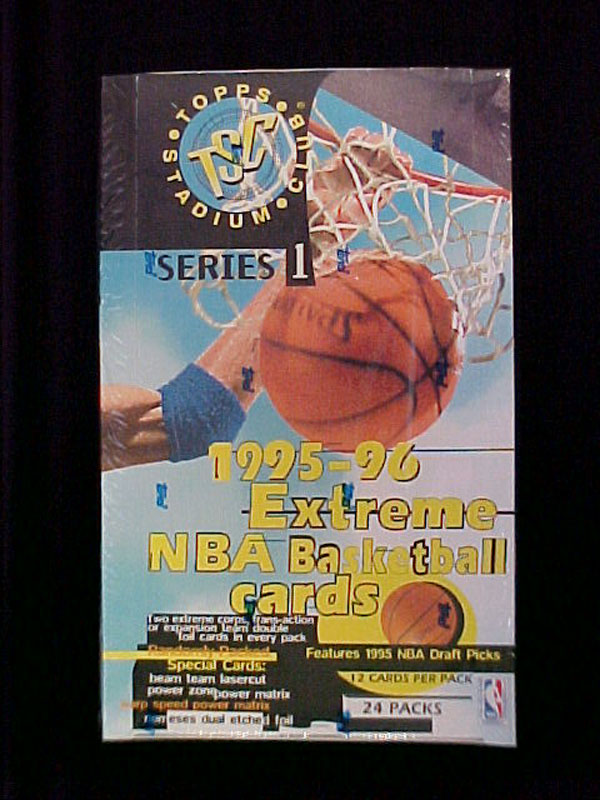 TOPPS STADIUM CLUB
TSC
SERIES 1
1995-96
Extreme
NBA Basketball
cards
Two extreme corps, trans-action
or expansion team double
foil cards in every pack
Randomly Packed
Special Cards:
beam team lasercut
power zone power matrix
warp speed power matrix
nemeses dual etched foil
Features 1995 NBA Draft Picks
12 CARDS PER PACK
24 PACKS